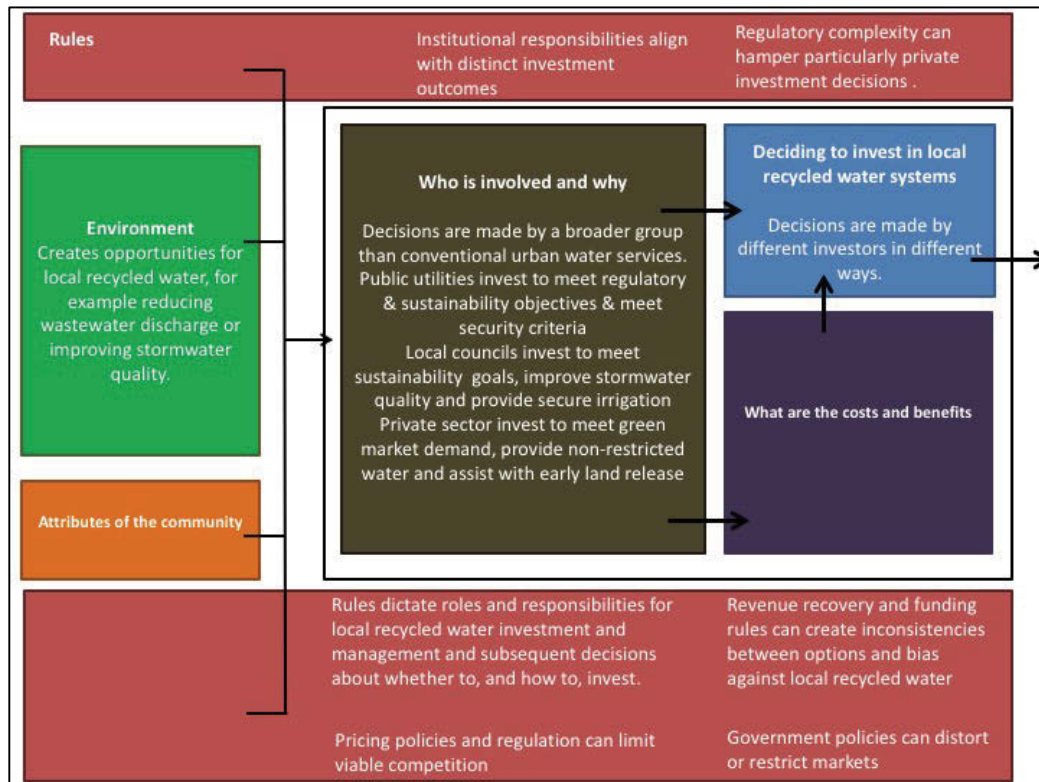 Rules
Institutional responsibilities align
with distinct investment
outcomes
Regulatory complexity can
hamper particularly private
investment decisions .
Environment
Creates opportunities for
local recycled water, for
example reducing
wastewater discharge or
improving stormwater
quality.
Attributes of the community
Who is involved and why
Decisions are made by a broader group
than conventional urban water services.
Public utilities invest to meet regulatory
& sustainability objectives & meet
security criteria
Local councils invest to meet
sustainability goals, improve stormwater
quality and provide secure irrigation
Private sector invest to meet green
market demand, provide non-restricted
water and assist with early land release
Deciding to invest in local
recycled water systems
Decisions are made by
different investors in different
ways.
What are the costs and benefits
Rules dictate roles and responsibilities for
local recycled water investment and
management and subsequent decisions
about whether to, and how to, invest.
Pricing policies and regulation can limit
viable competition
Revenue recovery and funding
rules can create inconsistencies
between options and bias
against local recycled water
Government policies can distort
or restrict markets